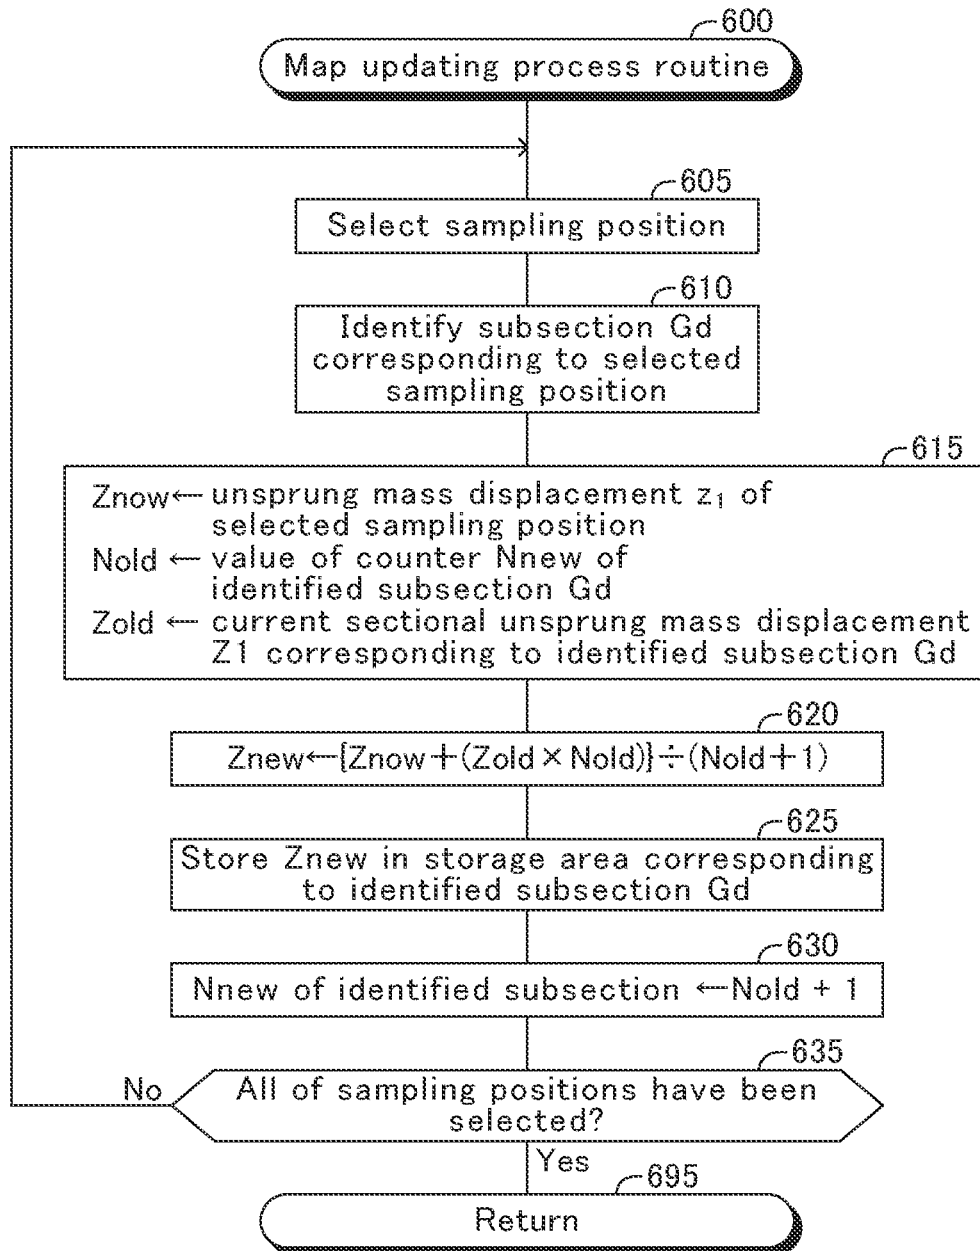 600
Map updating process routine
605
Select sampling position
610
Identify subsection Gd
corresponding to selected
sampling position
615
Znow← unsprung mass displacement z₁ of
selected sampling position
Nold ← value of counter Nnew of
identified subsection Gd
Zold ← current sectional unsprung mass displacement
Z1 corresponding to identified subsection Gd
620
Znew←{Znow+(Zold×Nold)}÷(Nold+1)
625
Store Znew in storage area corresponding
to identified subsection Gd
630
Nnew of identified subsection ←Nold + 1
635
No
All of sampling positions have been
selected?
Yes
695
Return